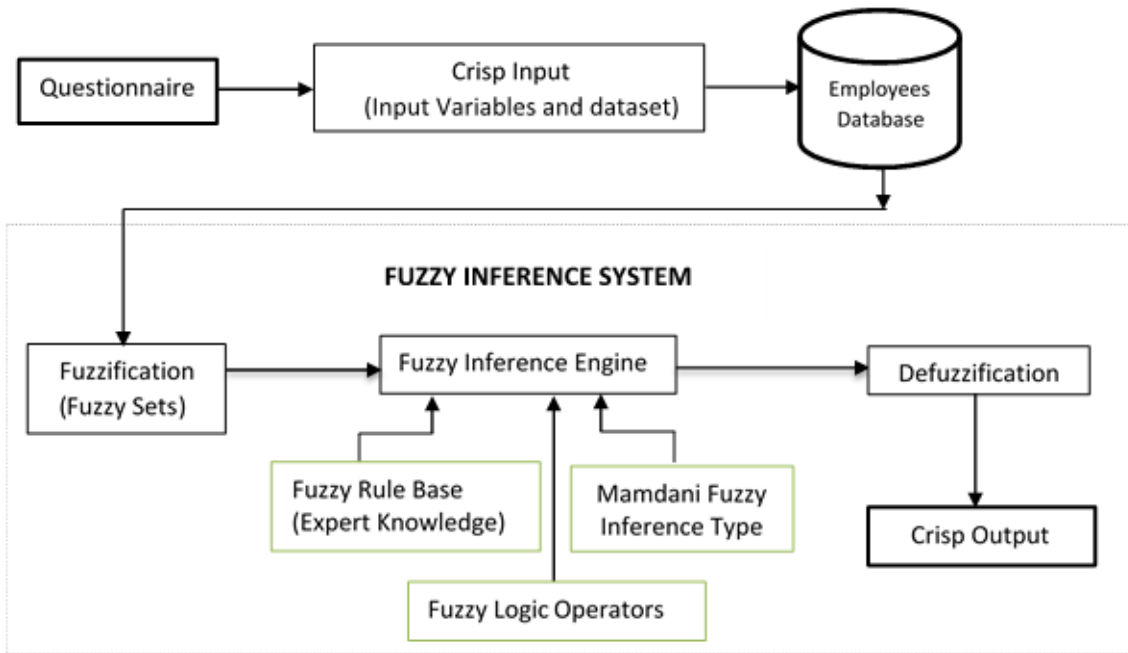 Questionnaire
Crisp Input
(Input Variables and dataset)
Employees
Database
FUZZY INFERENCE SYSTEM
Fuzzification
(Fuzzy Sets)
Fuzzy Inference Engine
Defuzzification
Fuzzy Rule Base
(Expert Knowledge)
Mamdani Fuzzy
Inference Type
Crisp Output
Fuzzy Logic Operators